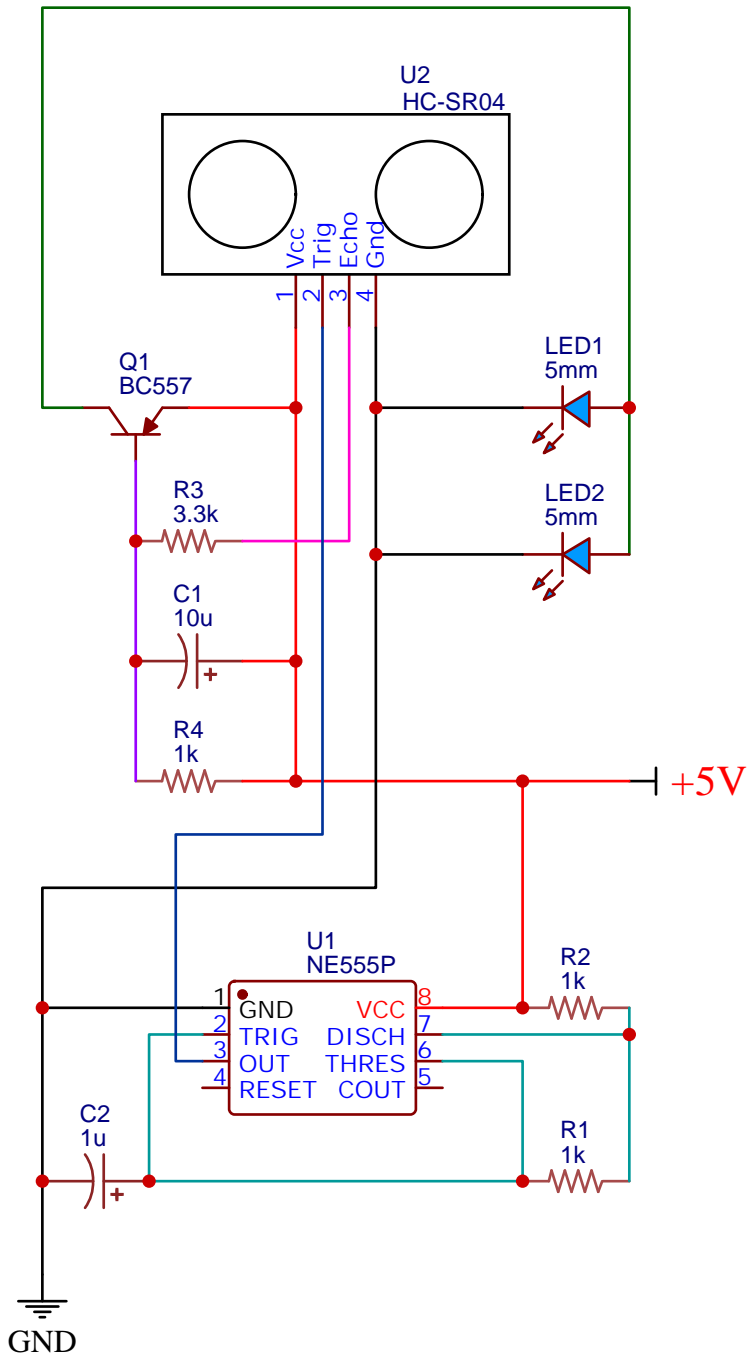 U2
HC-SR04
Vcc
Trig
Echo
Gnd
1
2
3
4
Q1
BC557
LED1
5mm
R3
3.3k
LED2
5mm
C1
10u
+
R4
1k
+5V
U1
NE555P
R2
1k
1
GND
VCC
8
2
TRIG
DISCH
7
3
OUT
THRES
6
4
RESET
COUT
5
C2
1u
+
R1
1k
GND